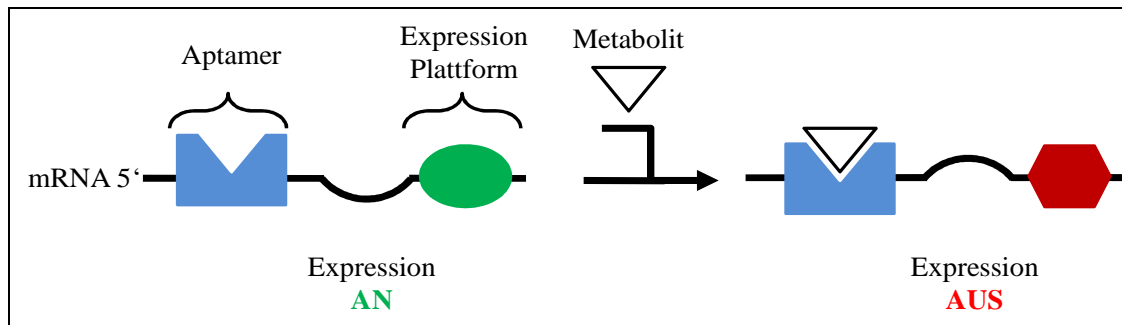 Aptamer
Expression
Plattform
Metabolit
mRNA 5‘
Expression
AN
Expression
AUS